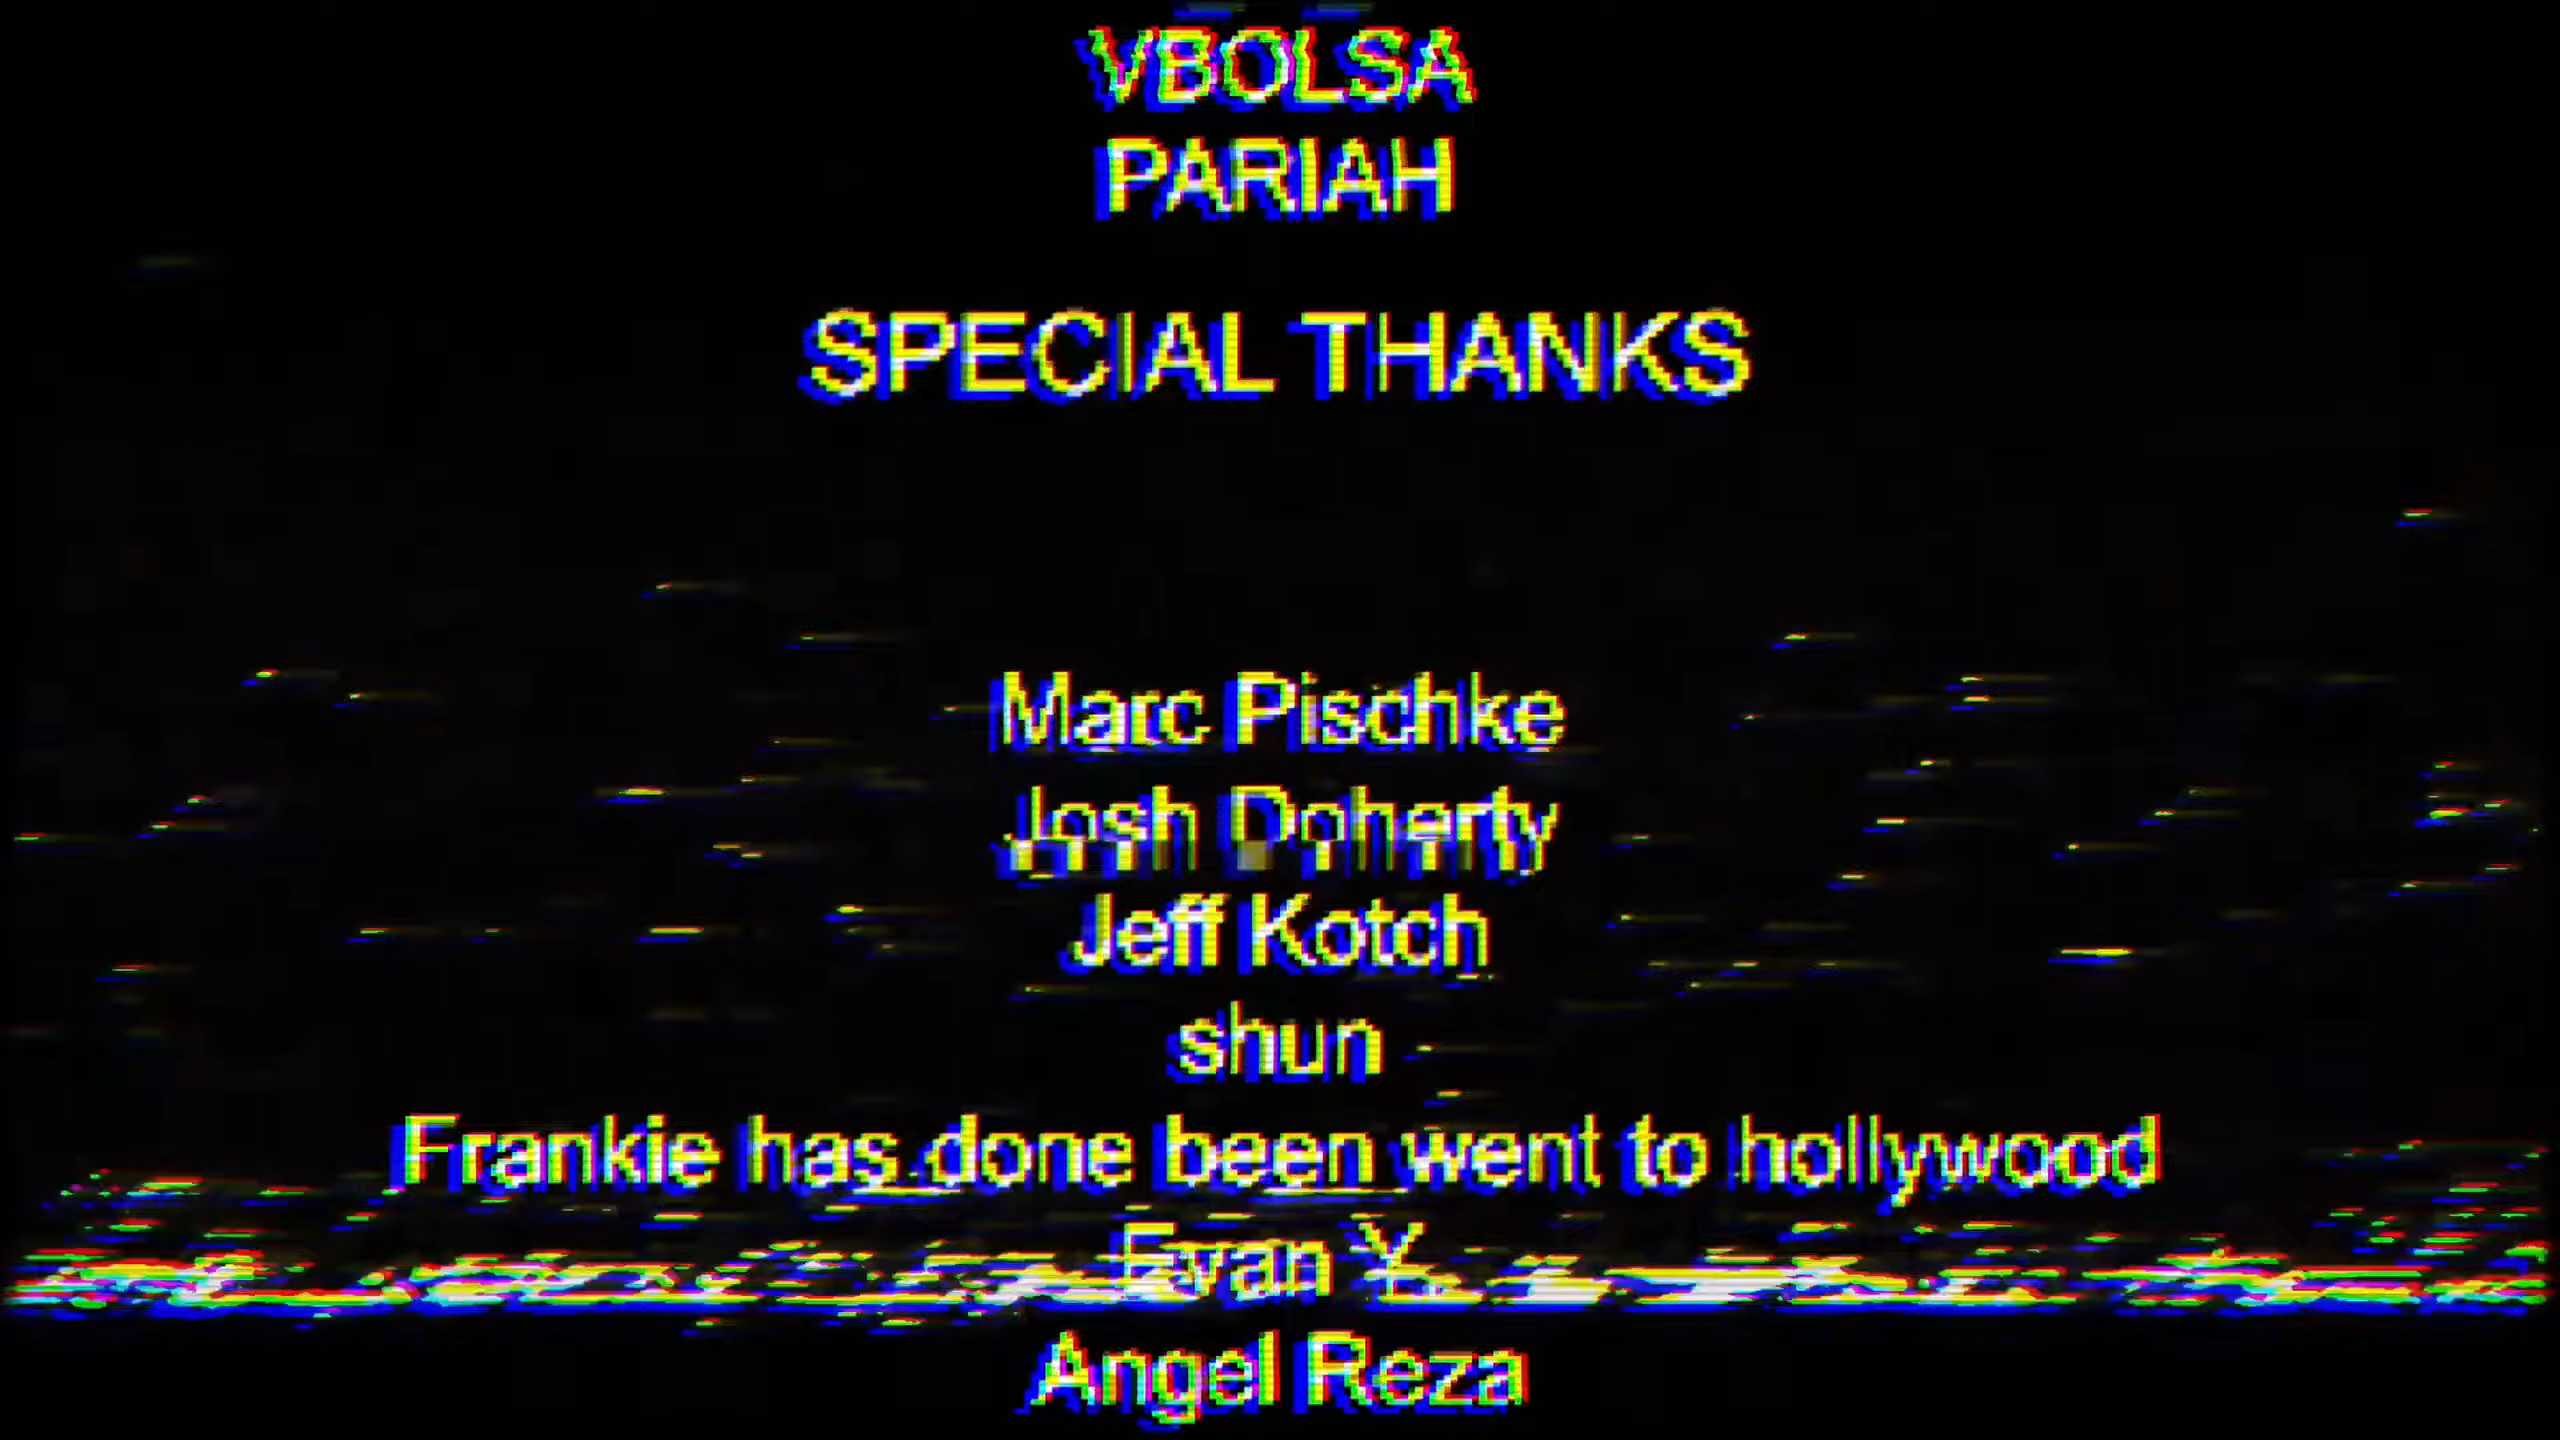 VBOLSA
PARIAH
SPECIAL THANKS
Marc Pischke
Josh Doherty
Jeff Kotch
shun
Frankie has done been went to hollywood
Evan Y.
Angel Reza